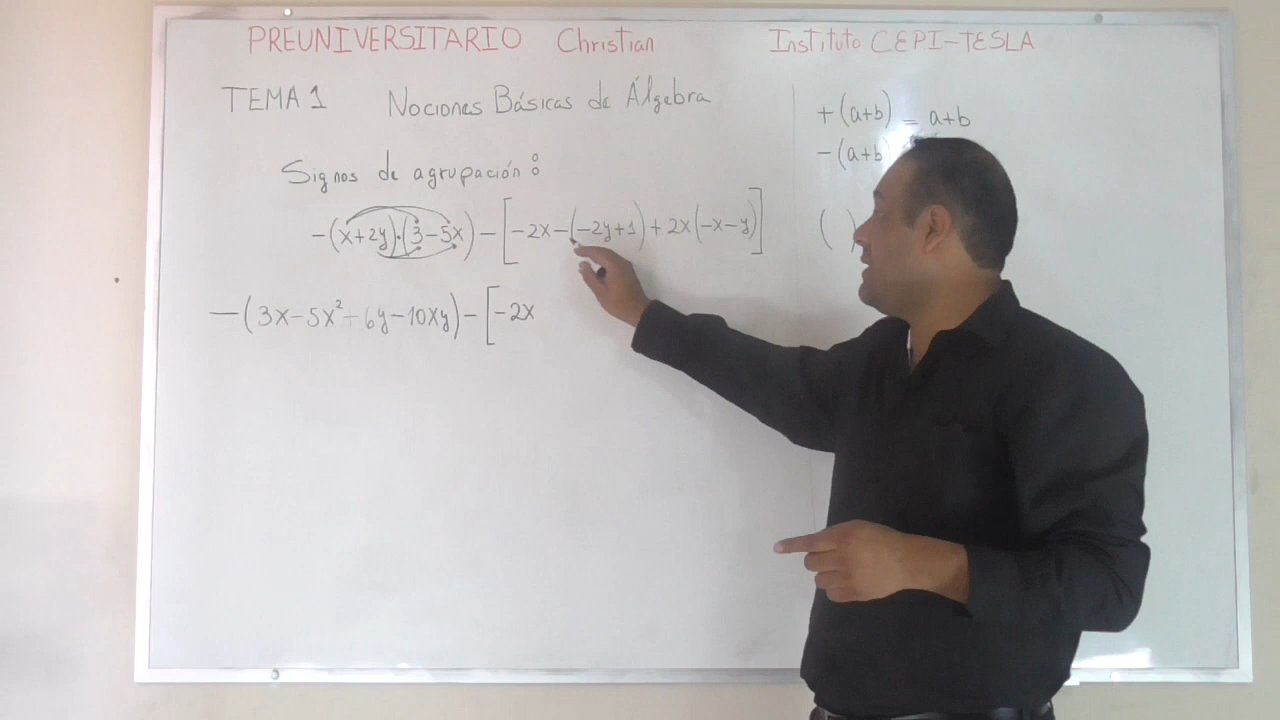 PREUNIVERSITARIO Christian Instituto CEPI-TESLA
TEMA 1 Nociones Básicas de Álgebra
Signos de agrupación:
-(x+2y)·(3-5x)-[-2x-(-2y+1)+2x(-x-y)]
-(3x-5x²+6y-10xy)-[-2x
+(a+b) = a+b
-(a+b)
( )